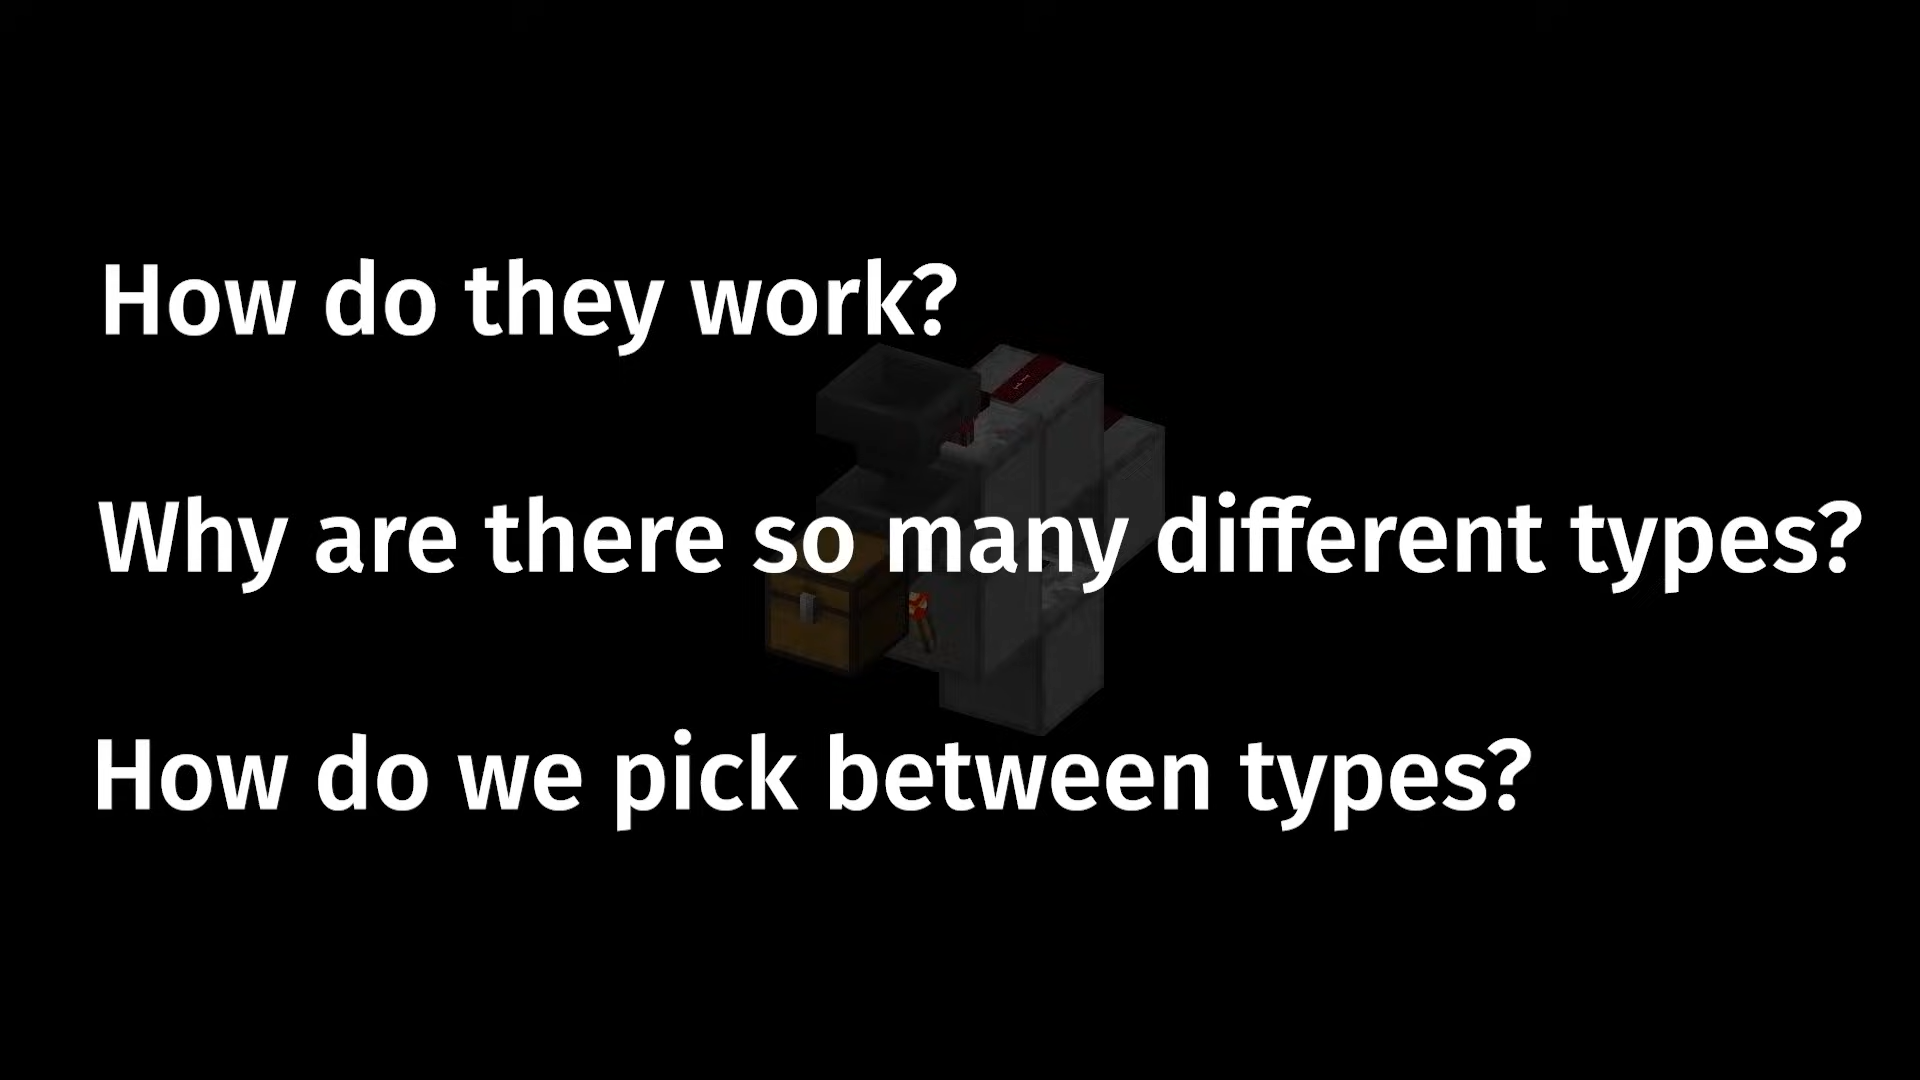 How do they work?
Why are there so many different types?
How do we pick between types?